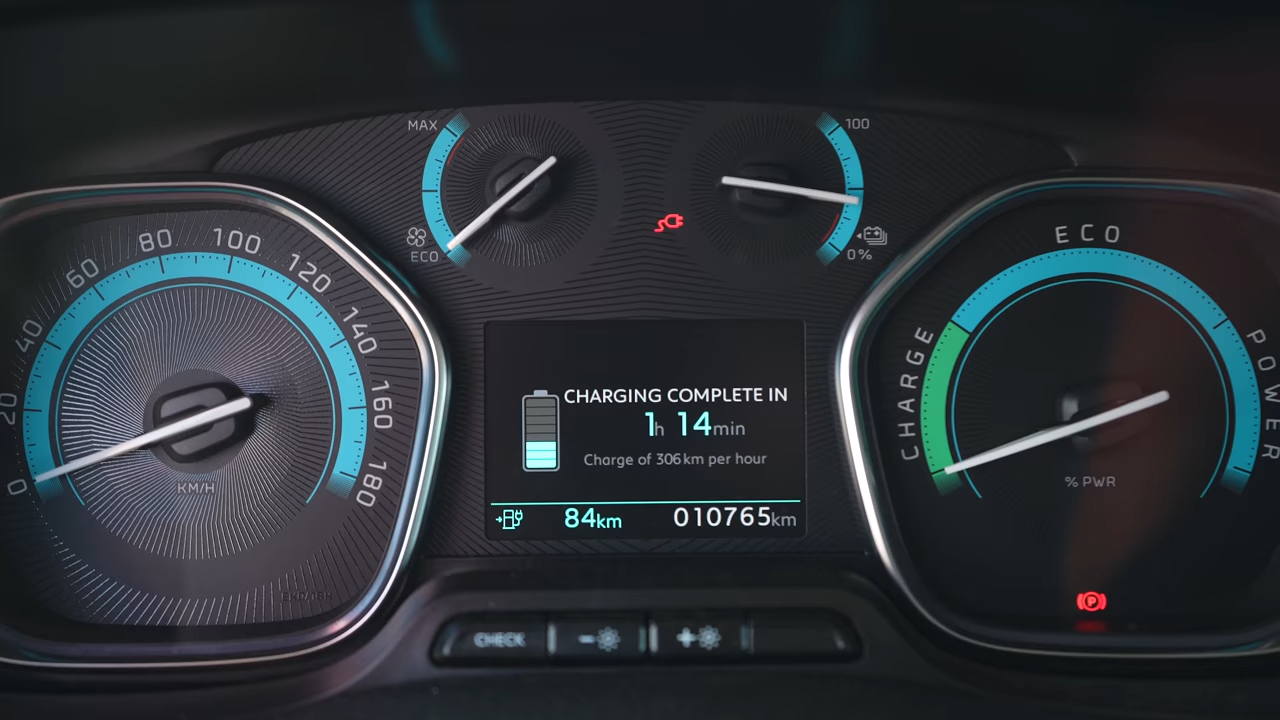 MAX
ECO
100
0%
0
20
40
60
80
100
120
140
160
180
KM/H
CHARGING COMPLETE IN
1h 14min
Charge of 306km per hour
84km 010765km
CHARGE
ECO
POWER
% PWR
P
CHECK